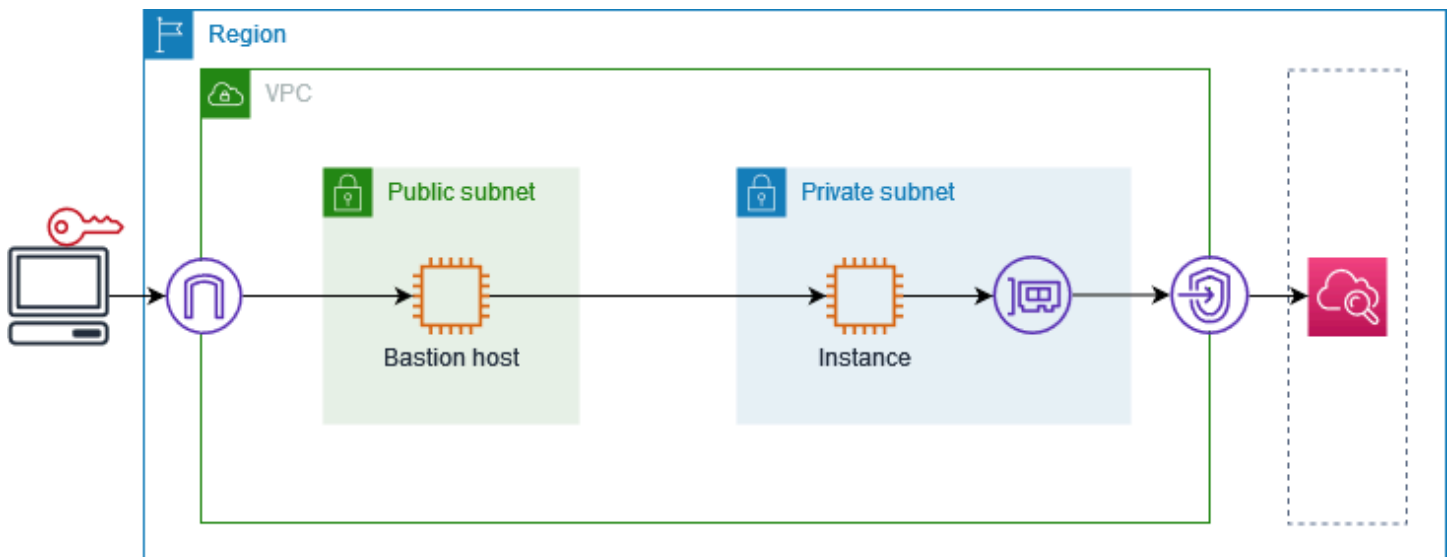 Region
VPC
Public subnet
Private subnet
Bastion host
Instance